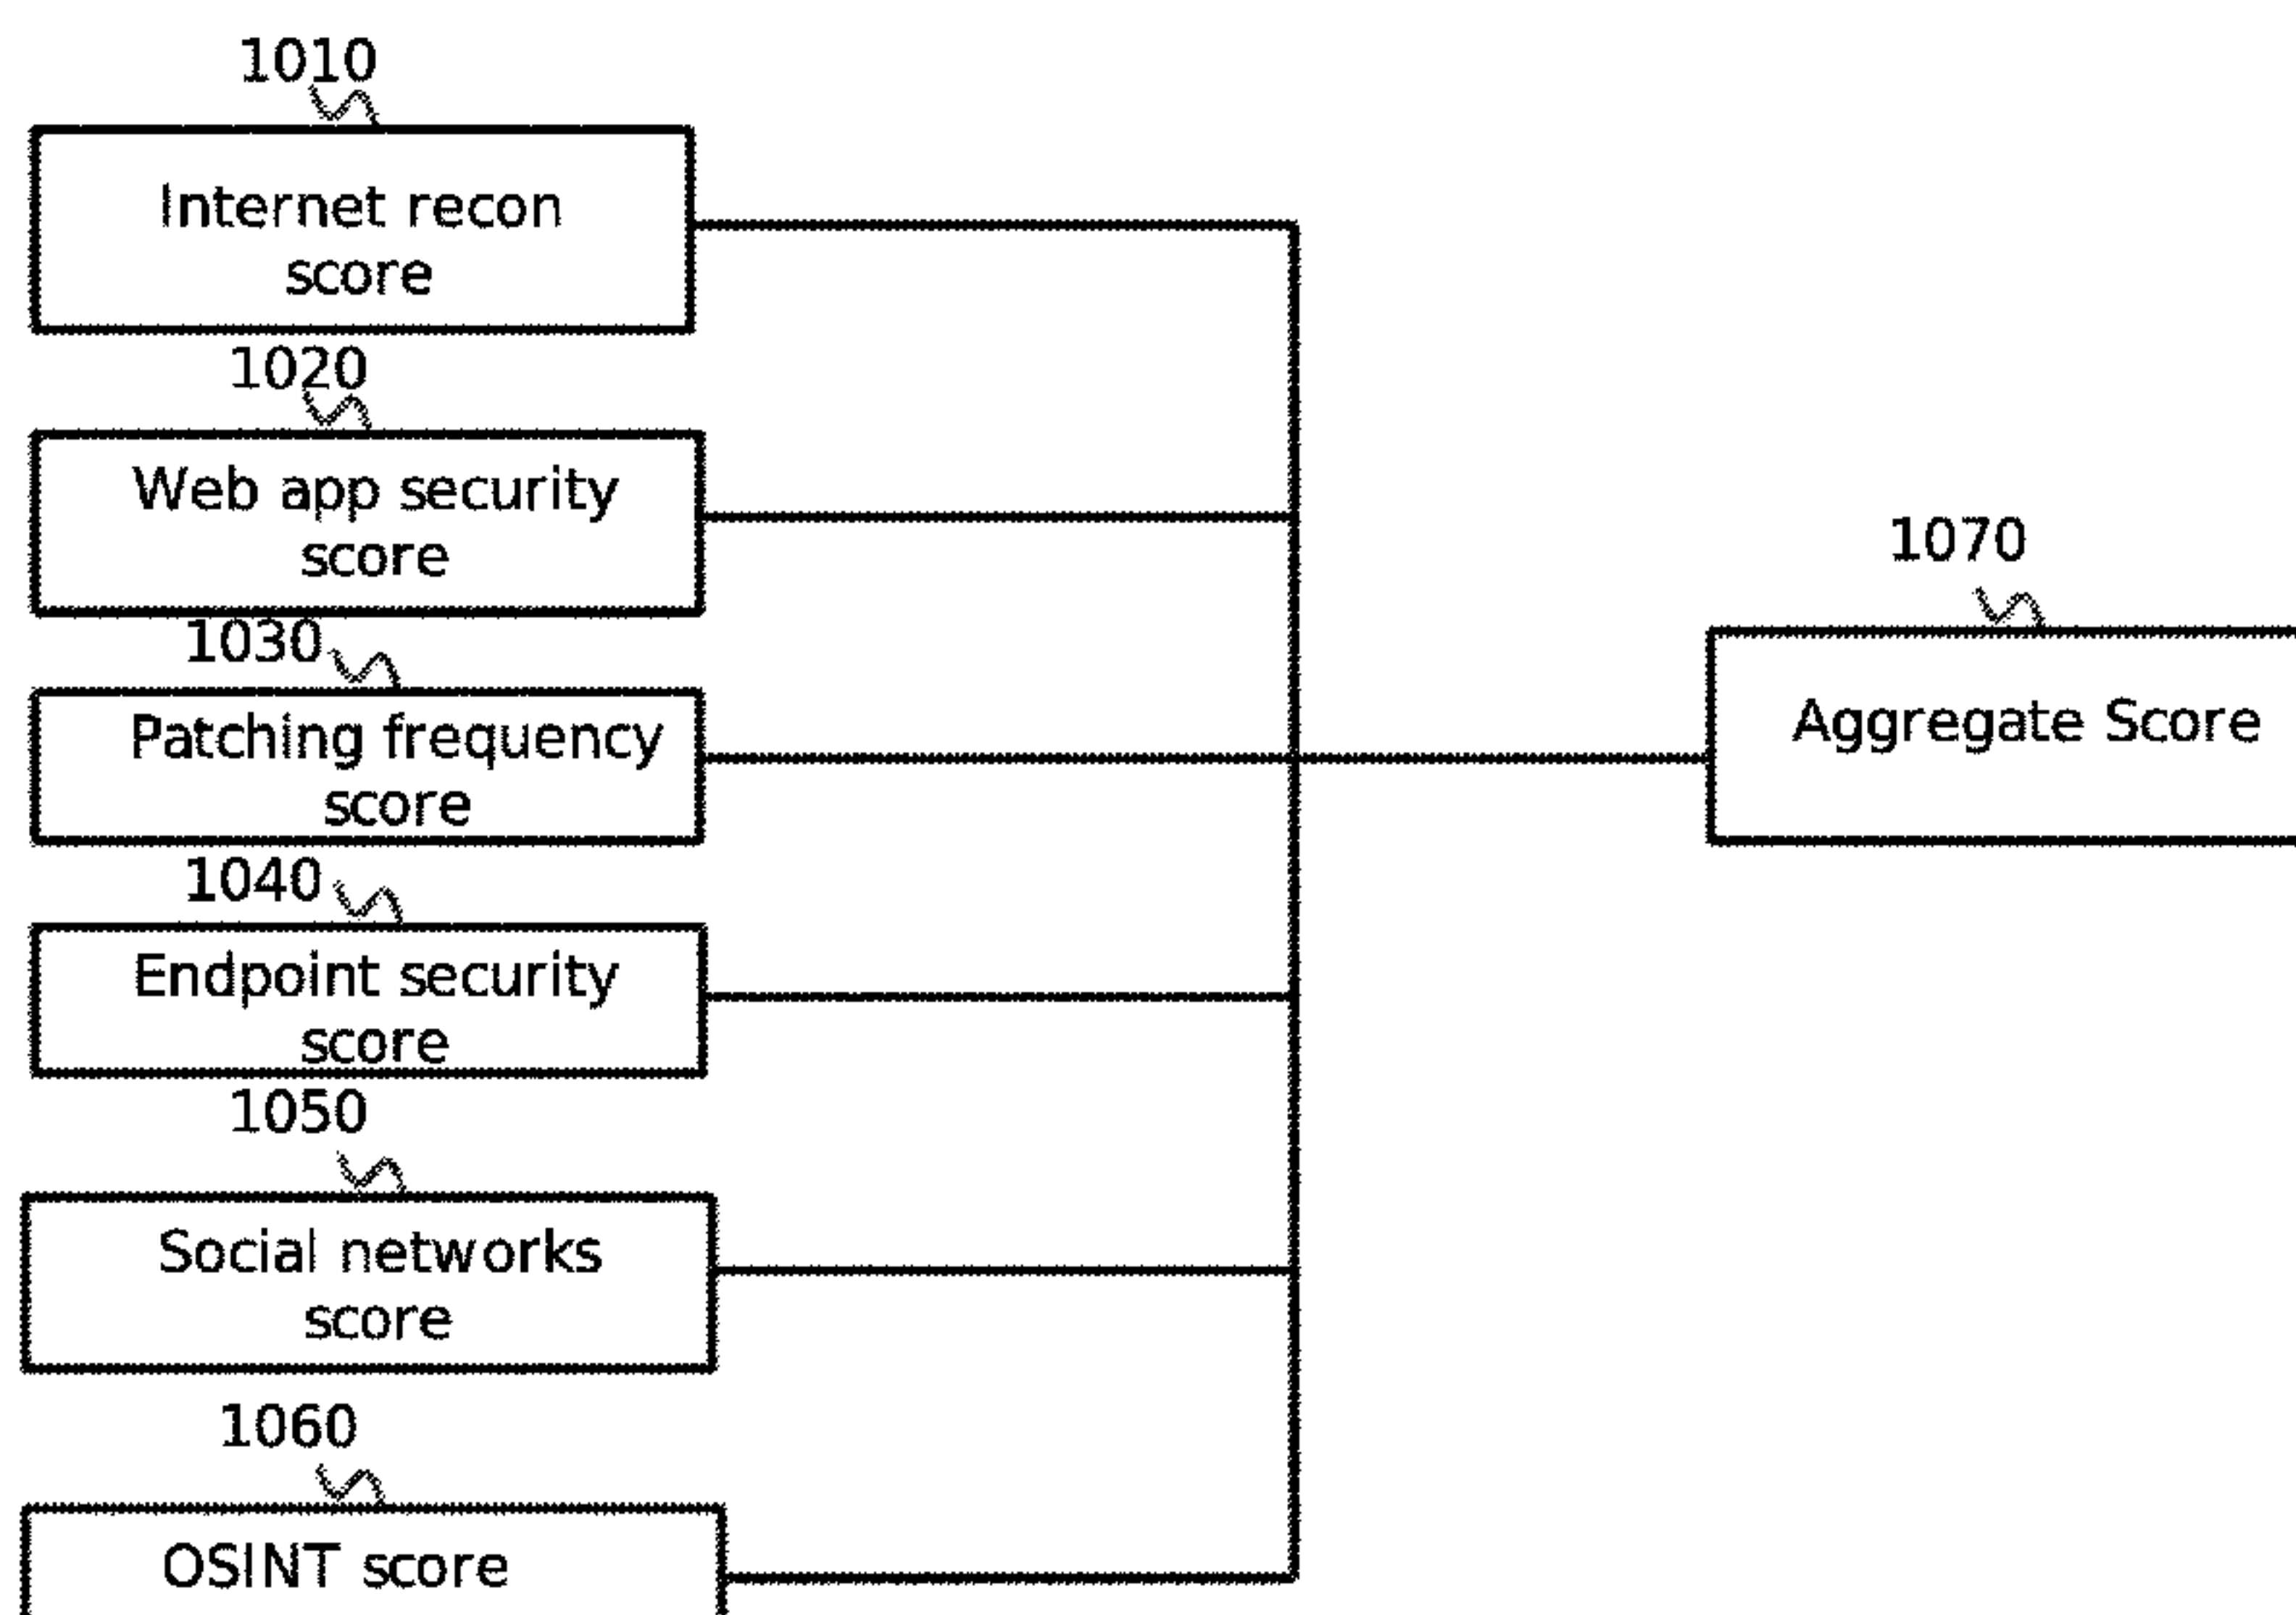 1010
Internet recon
score
1020
Web app security
score
1030
Patching frequency
score
1040
Endpoint security
score
1050
Social networks
score
1060
OSINT score
1070
Aggregate Score